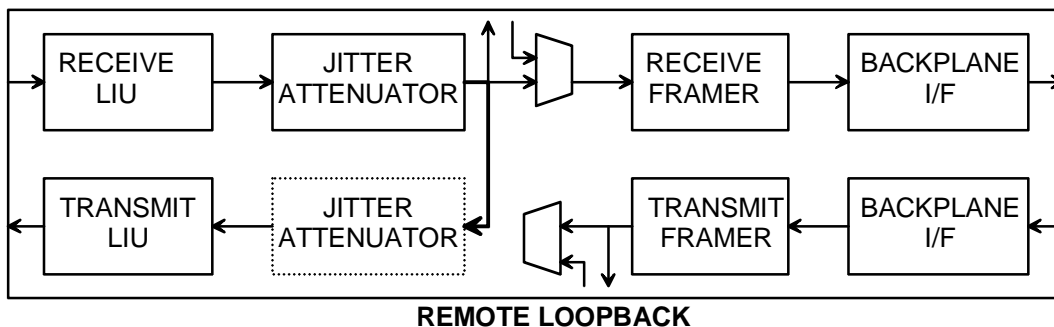 RECEIVE
LIU
JITTER
ATTENUATOR
RECEIVE
FRAMER
BACKPLANE
I/F
TRANSMIT
LIU
JITTER
ATTENUATOR
TRANSMIT
FRAMER
BACKPLANE
I/F
REMOTE LOOPBACK